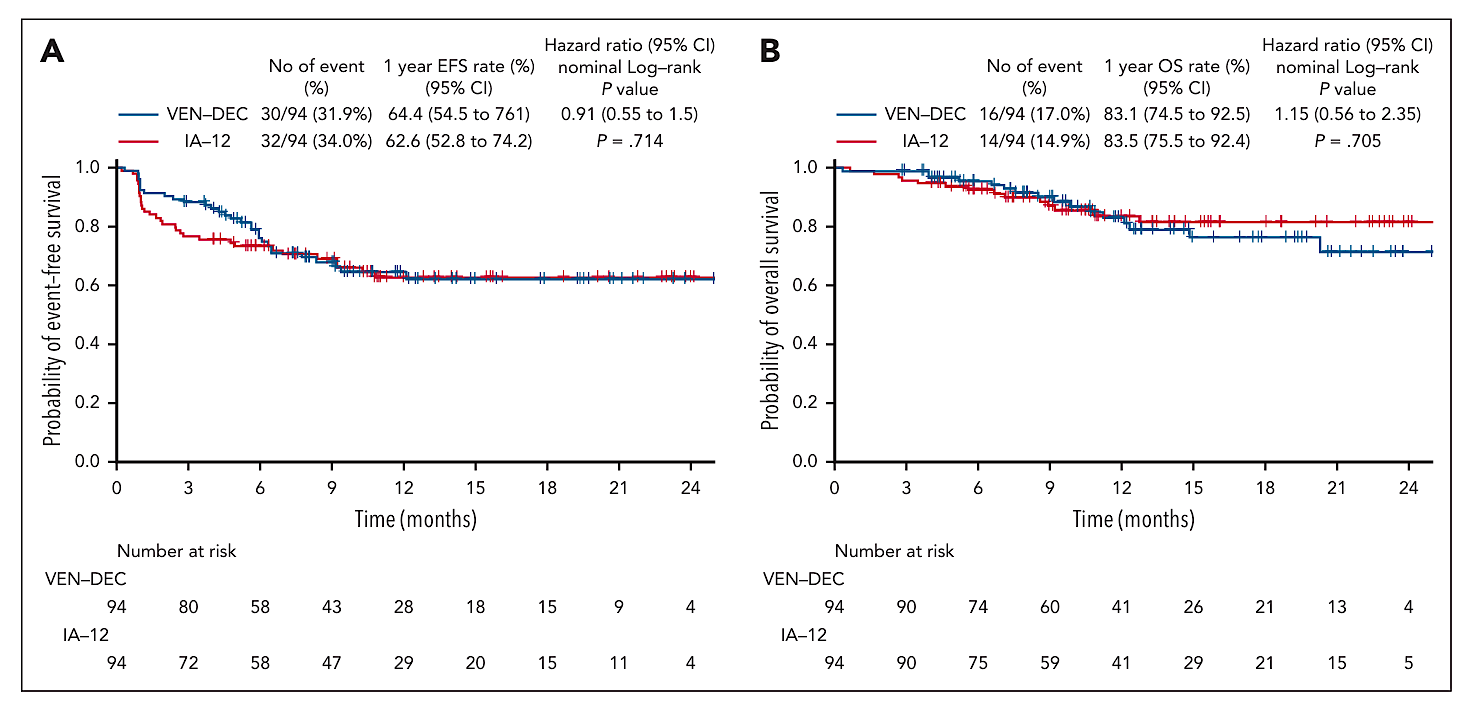 A
Hazard ratio (95% CI)
No of event 1 year EFS rate (%) nominal Log–rank
(%) (95% CI) P value
VEN–DEC 30/94 (31.9%) 64.4 (54.5 to 761) 0.91 (0.55 to 1.5)
IA–12 32/94 (34.0%) 62.6 (52.8 to 74.2) P = .714
Probability of event–free survival
1.0
0.8
0.6
0.4
0.2
0.0
0 3 6 9 12 15 18 21 24
Time (months)
Number at risk
VEN–DEC
94 80 58 43 28 18 15 9 4
IA–12
94 72 58 47 29 20 15 11 4
B
Hazard ratio (95% CI)
No of event 1 year OS rate (%) nominal Log–rank
(%) (95% CI) P value
VEN–DEC 16/94 (17.0%) 83.1 (74.5 to 92.5) 1.15 (0.56 to 2.35)
IA–12 14/94 (14.9%) 83.5 (75.5 to 92.4) P = .705
Probability of overall survival
1.0
0.8
0.6
0.4
0.2
0.0
0 3 6 9 12 15 18 21 24
Time (months)
Number at risk
VEN–DEC
94 90 74 60 41 26 21 13 4
IA–12
94 90 75 59 41 29 21 15 5